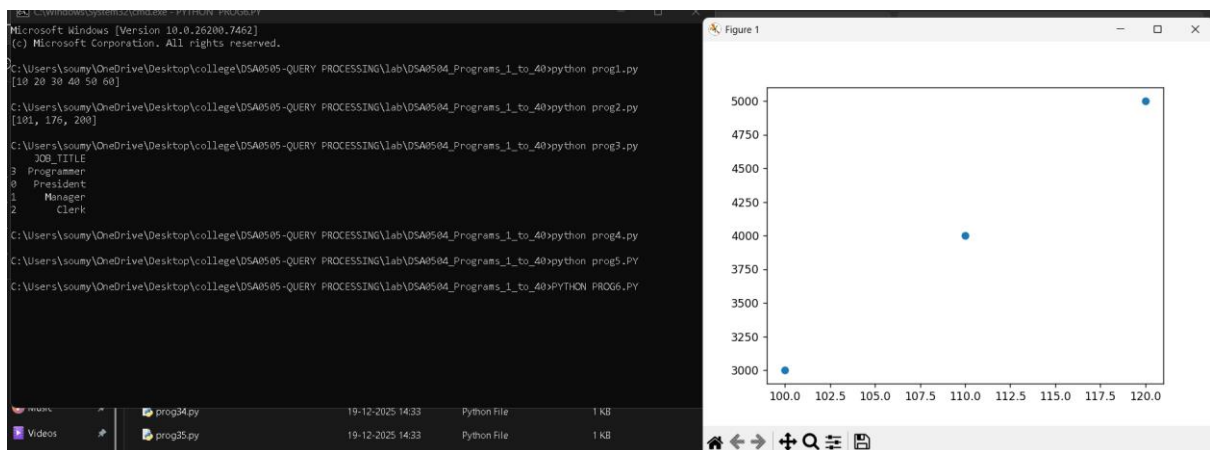 C:\Windows\System32\cmd.exe - PYTHON PROG6.PY
Microsoft Windows [Version 10.0.26200.7462]
(c) Microsoft Corporation. All rights reserved.
C:\Users\soumy\OneDrive\Desktop\college\DSA0505-QUERY PROCESSING\lab\DSA0504_Programs_1_to_40>python prog1.py
[10 20 30 40 50 60]
C:\Users\soumy\OneDrive\Desktop\college\DSA0505-QUERY PROCESSING\lab\DSA0504_Programs_1_to_40>python prog2.py
[101, 176, 200]
C:\Users\soumy\OneDrive\Desktop\college\DSA0505-QUERY PROCESSING\lab\DSA0504_Programs_1_to_40>python prog3.py
JOB_TITLE
3 Programmer
0 President
1 Manager
2 Clerk
C:\Users\soumy\OneDrive\Desktop\college\DSA0505-QUERY PROCESSING\lab\DSA0504_Programs_1_to_40>python prog4.py
C:\Users\soumy\OneDrive\Desktop\college\DSA0505-QUERY PROCESSING\lab\DSA0504_Programs_1_to_40>python prog5.PY
C:\Users\soumy\OneDrive\Desktop\college\DSA0505-QUERY PROCESSING\lab\DSA0504_Programs_1_to_40>PYTHON PROG6.PY
Music
prog34.py 19-12-2025 14:33 Python File 1 KB
Videos
prog35.py 19-12-2025 14:33 Python File 1 KB
Figure 1
5000
4750
4500
4250
4000
3750
3500
3250
3000
100.0 102.5 105.0 107.5 110.0 112.5 115.0 117.5 120.0